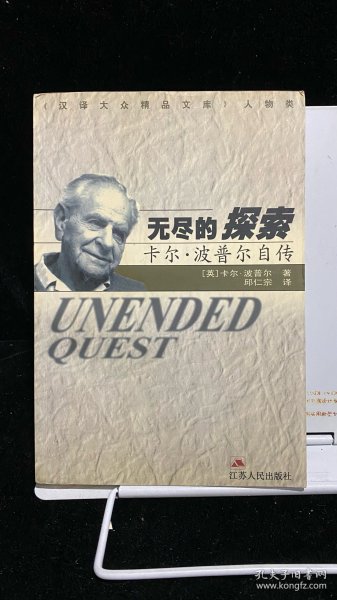 《汉译大众精品文库》人物类
无尽的探索
卡尔·波普尔自传
[英]卡尔·波普尔 著
邱仁宗 译
UNENDED
QUEST
江苏人民出版社
孔夫子旧书网
www.kongfz.com